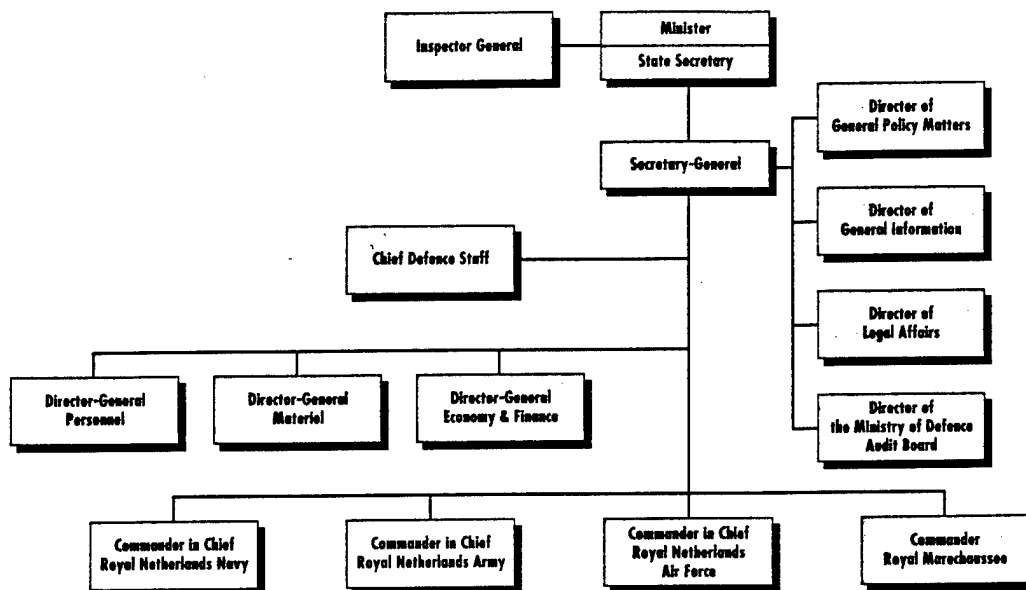 Inspector General
Minister
State Secretary
Secretary-General
Director of
General Policy Matters
Director of
General Information
Chief Defence Staff
Director of
Legal Affairs
Director-General
Personnel
Director-General
Materiel
Director-General
Economy & Finance
Director of
the Ministry of Defence
Audit Board
Commander in Chief
Royal Netherlands Navy
Commander in Chief
Royal Netherlands Army
Commander in Chief
Royal Netherlands
Air Force
Commander
Royal Marechaussee